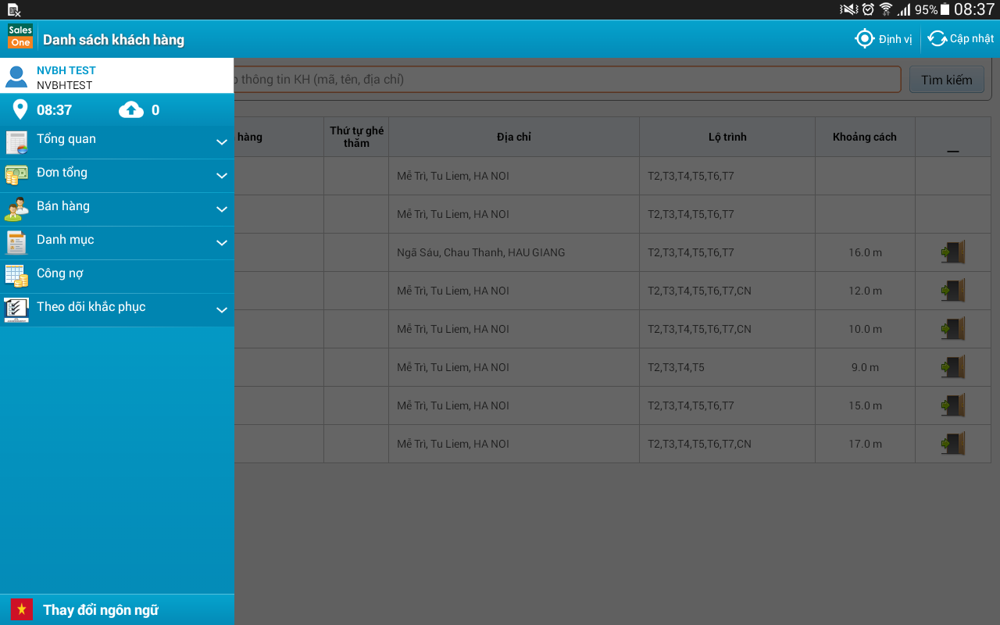 95% 08:37
Sales One
Danh sách khách hàng
Định vị
Cập nhật
NVBH TEST
NVBHTEST
08:37
0
Tổng quan
Đơn tổng
Bán hàng
Danh mục
Công nợ
Theo dõi khắc phục
Thay đổi ngôn ngữ
thông tin KH (mã, tên, địa chỉ)
Tìm kiếm
hàng
Thứ tự ghé thăm
Địa chỉ
Lộ trình
Khoảng cách
Mễ Trì, Tu Liem, HA NOI
T2,T3,T4,T5,T6,T7
Mễ Trì, Tu Liem, HA NOI
T2,T3,T4,T5,T6,T7
Ngã Sáu, Chau Thanh, HAU GIANG
T2,T3,T4,T5,T6,T7
16.0 m
Mễ Trì, Tu Liem, HA NOI
T2,T3,T4,T5,T6,T7,CN
12.0 m
Mễ Trì, Tu Liem, HA NOI
T2,T3,T4,T5,T6,T7,CN
10.0 m
Mễ Trì, Tu Liem, HA NOI
T2,T3,T4,T5
9.0 m
Mễ Trì, Tu Liem, HA NOI
T2,T3,T4,T5,T6,T7
15.0 m
Mễ Trì, Tu Liem, HA NOI
T2,T3,T4,T5,T6,T7,CN
17.0 m